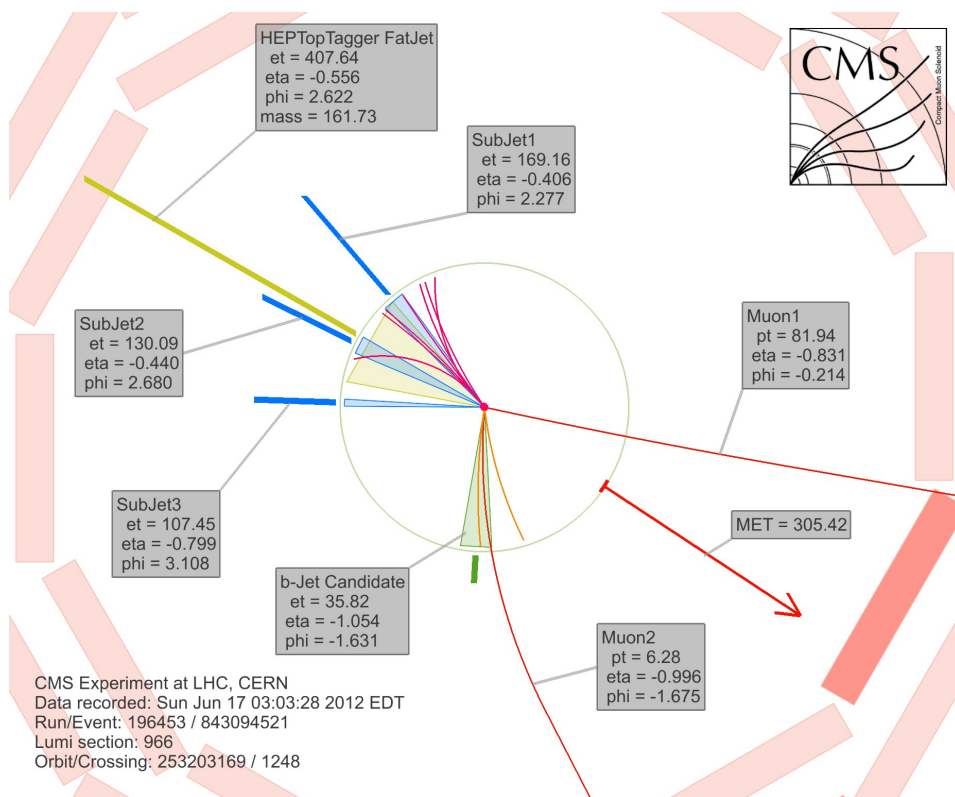 HEPTopTagger FatJet
et = 407.64
eta = -0.556
phi = 2.622
mass = 161.73
SubJet1
et = 169.16
eta = -0.406
phi = 2.277
CMS
Compact Muon Solenoid
SubJet2
et = 130.09
eta = -0.440
phi = 2.680
Muon1
pt = 81.94
eta = -0.831
phi = -0.214
SubJet3
et = 107.45
eta = -0.799
phi = 3.108
MET = 305.42
b-Jet Candidate
et = 35.82
eta = -1.054
phi = -1.631
Muon2
pt = 6.28
eta = -0.996
phi = -1.675
CMS Experiment at LHC, CERN
Data recorded: Sun Jun 17 03:03:28 2012 EDT
Run/Event: 196453 / 843094521
Lumi section: 966
Orbit/Crossing: 253203169 / 1248